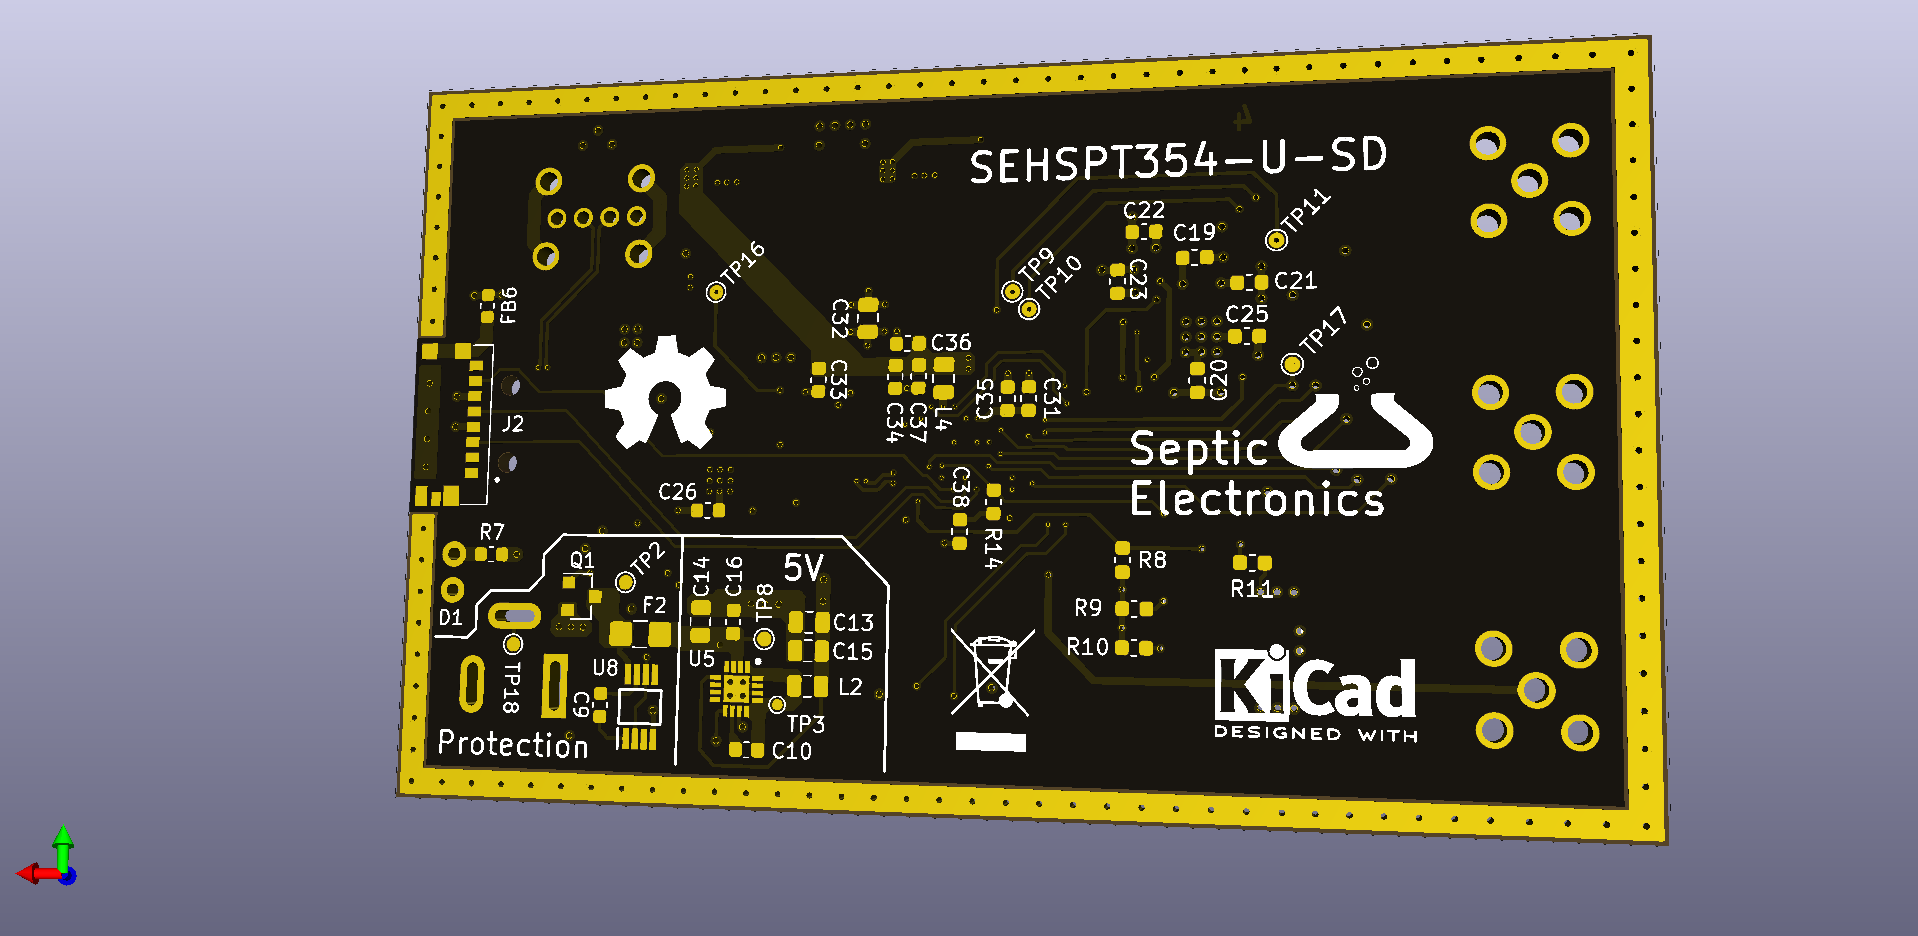 4
SEHSPT354-U-SD
TP11
C22
C19
TP16
TP9
TP10
C23
C21
FB6
C32
C25
TP17
C36
C33
C20
J2
C34
C37
L4
C35
C31
Septic
Electronics
C26
C38
R14
R7
Q1
TP2
C14
C16
5V
TP8
R8
R11
D1
F2
C13
R9
C15
R10
U8
U5
L2
TP18
C9
TP3
C10
Protection
KiCad
DESIGNED WITH